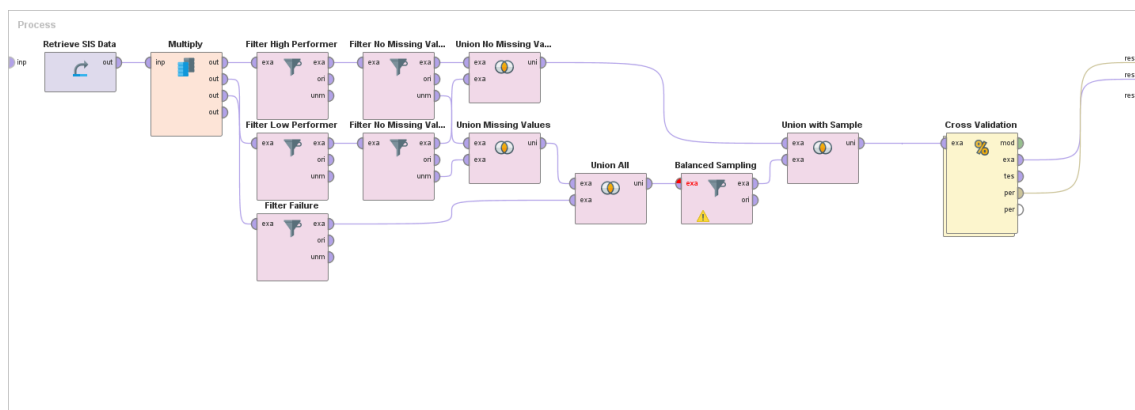 Process
inp
Retrieve SIS Data
out
Multiply
inp
out
out
out
out
Filter High Performer
exa
exa
ori
unm
Filter No Missing Val...
exa
exa
ori
unm
Union No Missing Va...
exa
exa
uni
Filter Low Performer
exa
exa
ori
unm
Filter No Missing Val...
exa
exa
ori
unm
Union Missing Values
exa
exa
uni
Filter Failure
exa
exa
ori
unm
Union All
exa
exa
uni
Balanced Sampling
exa
exa
ori
Union with Sample
exa
exa
uni
Cross Validation
exa
mod
exa
tes
per
per
res
res
res